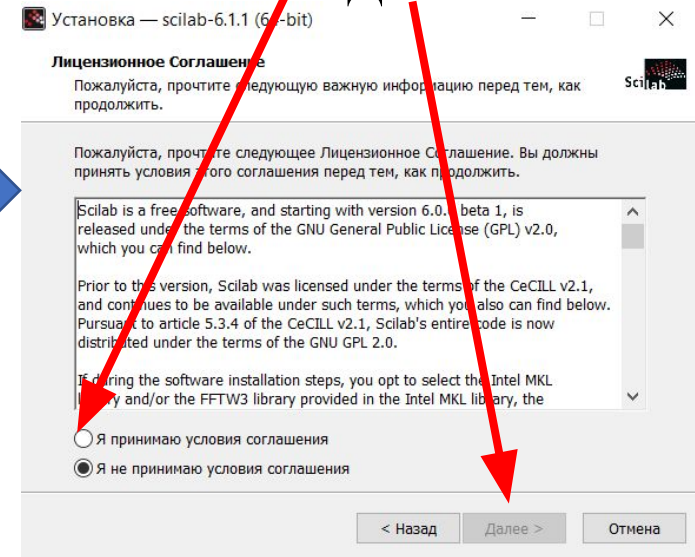 Установка — scilab-6.1.1 (64-bit)
Лицензионное Соглашение
Пожалуйста, прочтите следующую важную информацию перед тем, как
продолжить.
Scilab
Пожалуйста, прочтите следующее Лицензионное Соглашение. Вы должны
принять условия этого соглашения перед тем, как продолжить.
Scilab is a free software, and starting with version 6.0.0 beta 1, is
released under the terms of the GNU General Public License (GPL) v2.0,
which you can find below.
Prior to this version, Scilab was licensed under the terms of the CeCILL v2.1,
and continues to be available under such terms, which you also can find below.
Pursuant to article 5.3.4 of the CeCILL v2.1, Scilab's entire code is now
distributed under the terms of the GNU GPL 2.0.
If during the software installation steps, you opt to select the Intel MKL
library and/or the FFTW3 library provided in the Intel MKL library, the
Я принимаю условия соглашения
Я не принимаю условия соглашения
< Назад
Далее >
Отмена